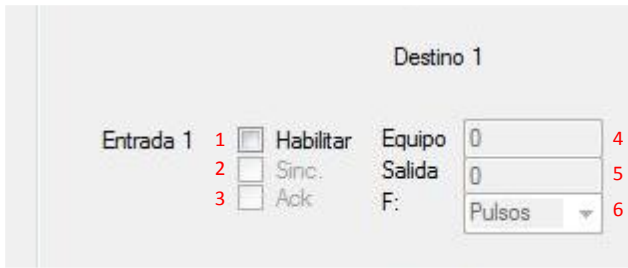 Destino 1
Entrada 1 1 Habilitar Equipo 0 4
2 Sinc. Salida 0 5
3 Ack F: Pulsos 6